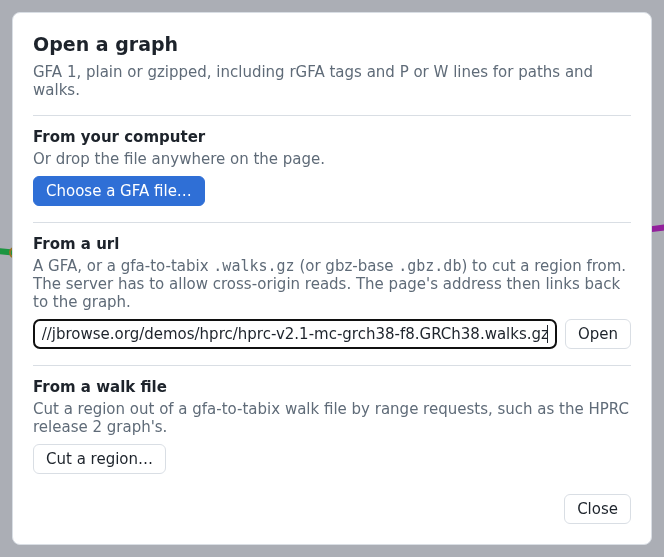 Open a graph
GFA 1, plain or gzipped, including rGFA tags and P or W lines for paths and
walks.
From your computer
Or drop the file anywhere on the page.
Choose a GFA file...
From a url
A GFA, or a gfa-to-tabix .walks.gz (or gbz-base .gbz.db) to cut a region from.
The server has to allow cross-origin reads. The page's address then links back
to the graph.
//jbrowse.org/demos/hprc/hprc-v2.1-mc-grch38-f8.GRCh38.walks.gz
Open
From a walk file
Cut a region out of a gfa-to-tabix walk file by range requests, such as the HPRC
release 2 graph's.
Cut a region...
Close